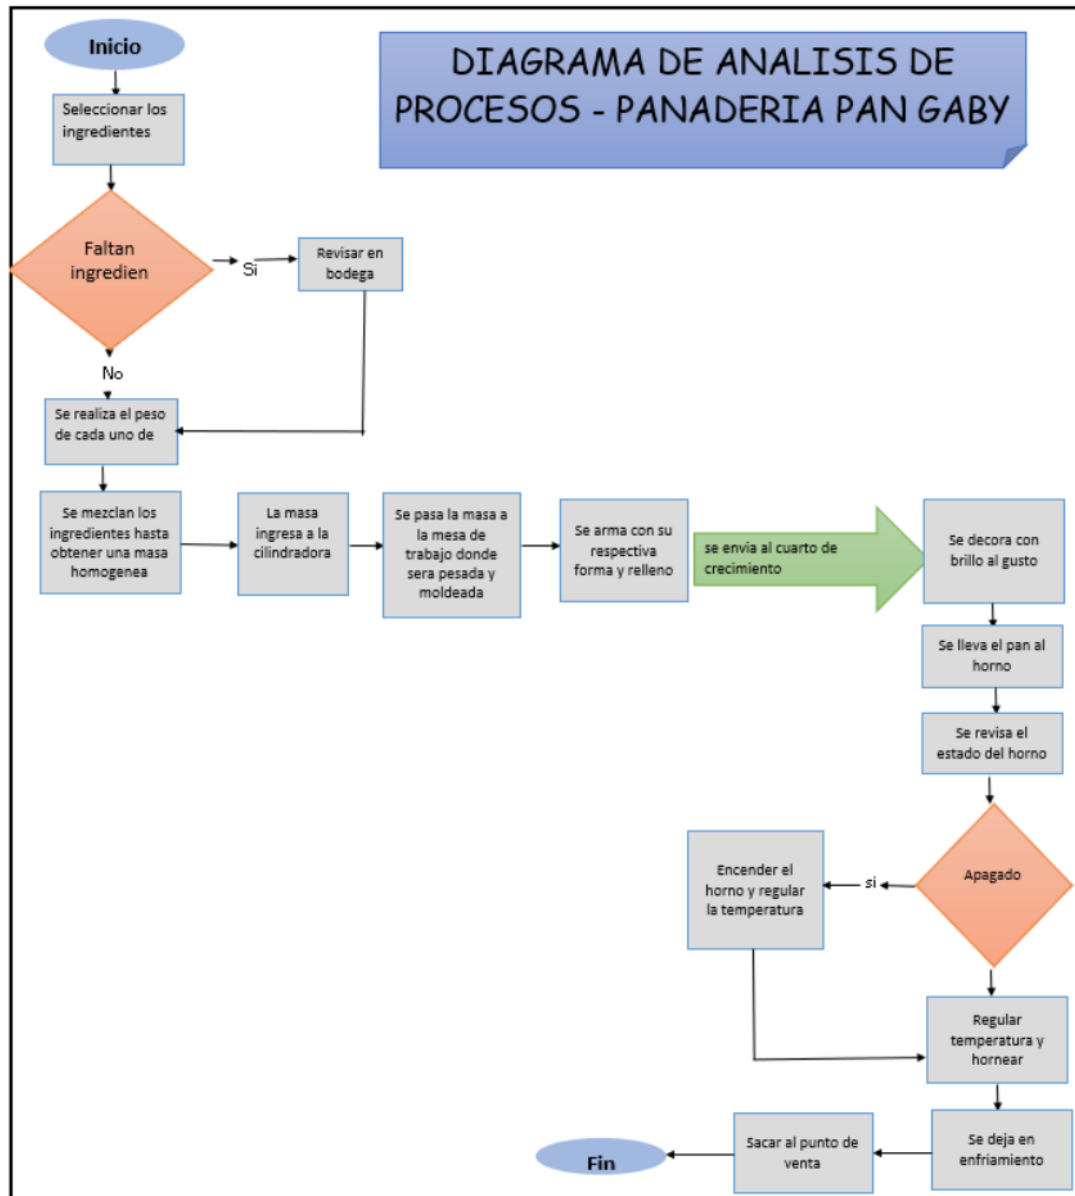 Inicio
DIAGRAMA DE ANALISIS DE
PROCESOS - PANADERIA PAN GABY
Seleccionar los
ingredientes
Faltan
ingredien
Si
Revisar en
bodega
No
Se realiza el peso
de cada uno de
Se mezclan los
ingredientes hasta
obtener una masa
homogenea
La masa
ingresa a la
cilindradora
Se pasa la masa a
la mesa de
trabajo donde
sera pesada y
moldeada
Se arma con su
respectiva
forma y relleno
se envia al cuarto de
crecimiento
Se decora con
brillo al gusto
Se lleva el pan al
horno
Se revisa el
estado del horno
Apagado
si
Encender el
horno y regular
la temperatura
Regular
temperatura y
hornear
Se deja en
enfriamiento
Sacar al punto de
venta
Fin